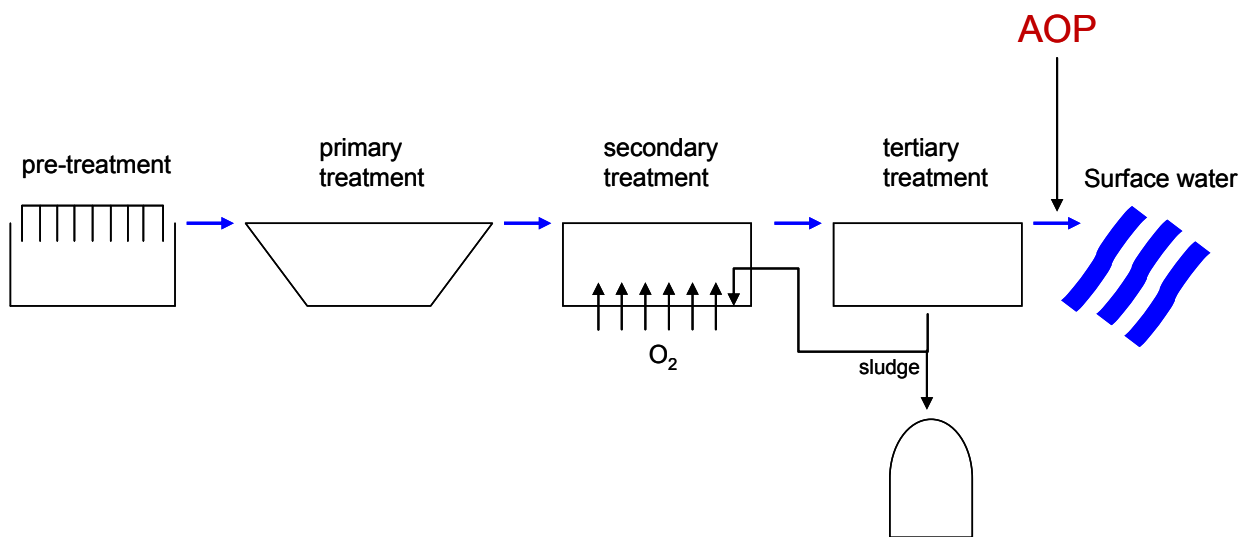 AOP
pre-treatment
primary
treatment
secondary
treatment
tertiary
treatment
Surface water
O₂
sludge